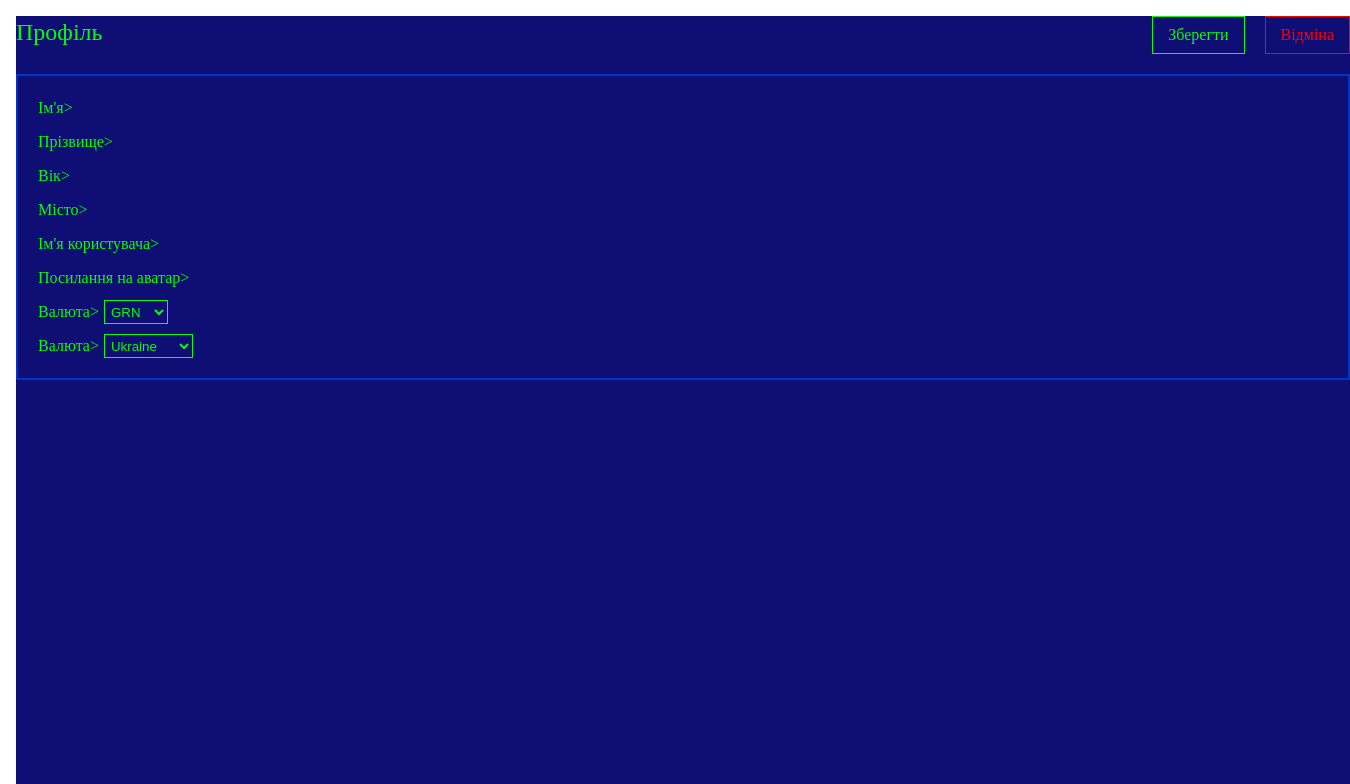 Профіль
Зберегти
Відміна
Ім'я>
Прізвище>
Вік>
Місто>
Ім'я користувача>
Посилання на аватар>
Валюта> GRN
Валюта> Ukraine